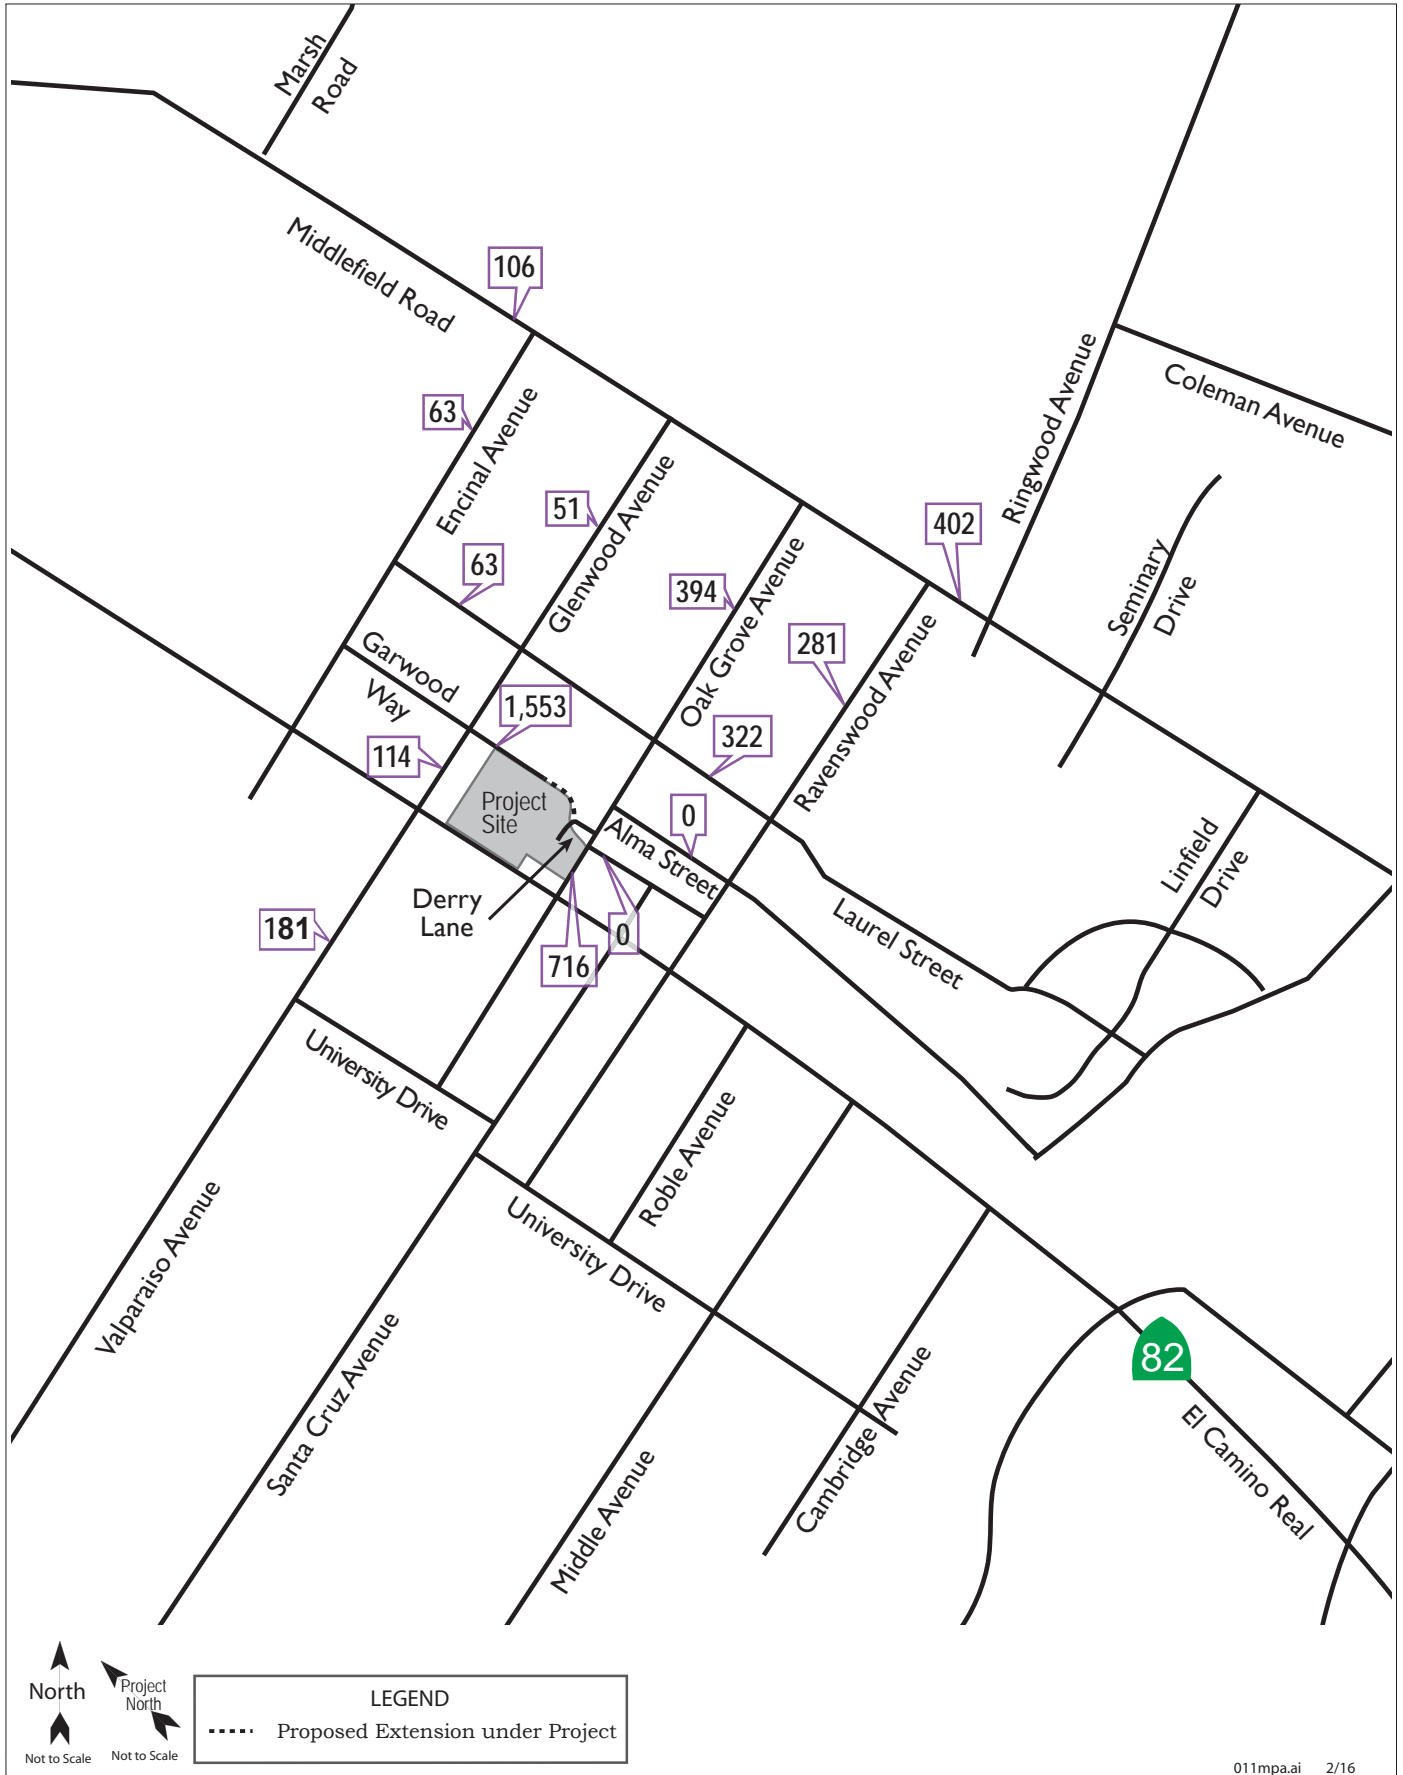 Marsh
Road
Middlefield Road
106
63
Encinal Avenue
51
Glenwood Avenue
63
394
Oak Grove Avenue
281
Ravenswood Avenue
402
Ringwood Avenue
Coleman Avenue
Seminary
Drive
Garwood
Way
1,553
114
322
Project
Site
0
Alma Street
Derry
Lane
181
716
0
Laurel Street
Linfield
Drive
University Drive
Roble Avenue
University Drive
Valparaiso Avenue
Santa Cruz Avenue
Middle Avenue
Cambridge Avenue
82
El Camino Real
North
Not to Scale
Project
North
Not to Scale
LEGEND
Proposed Extension under Project
011mpa.ai 2/16